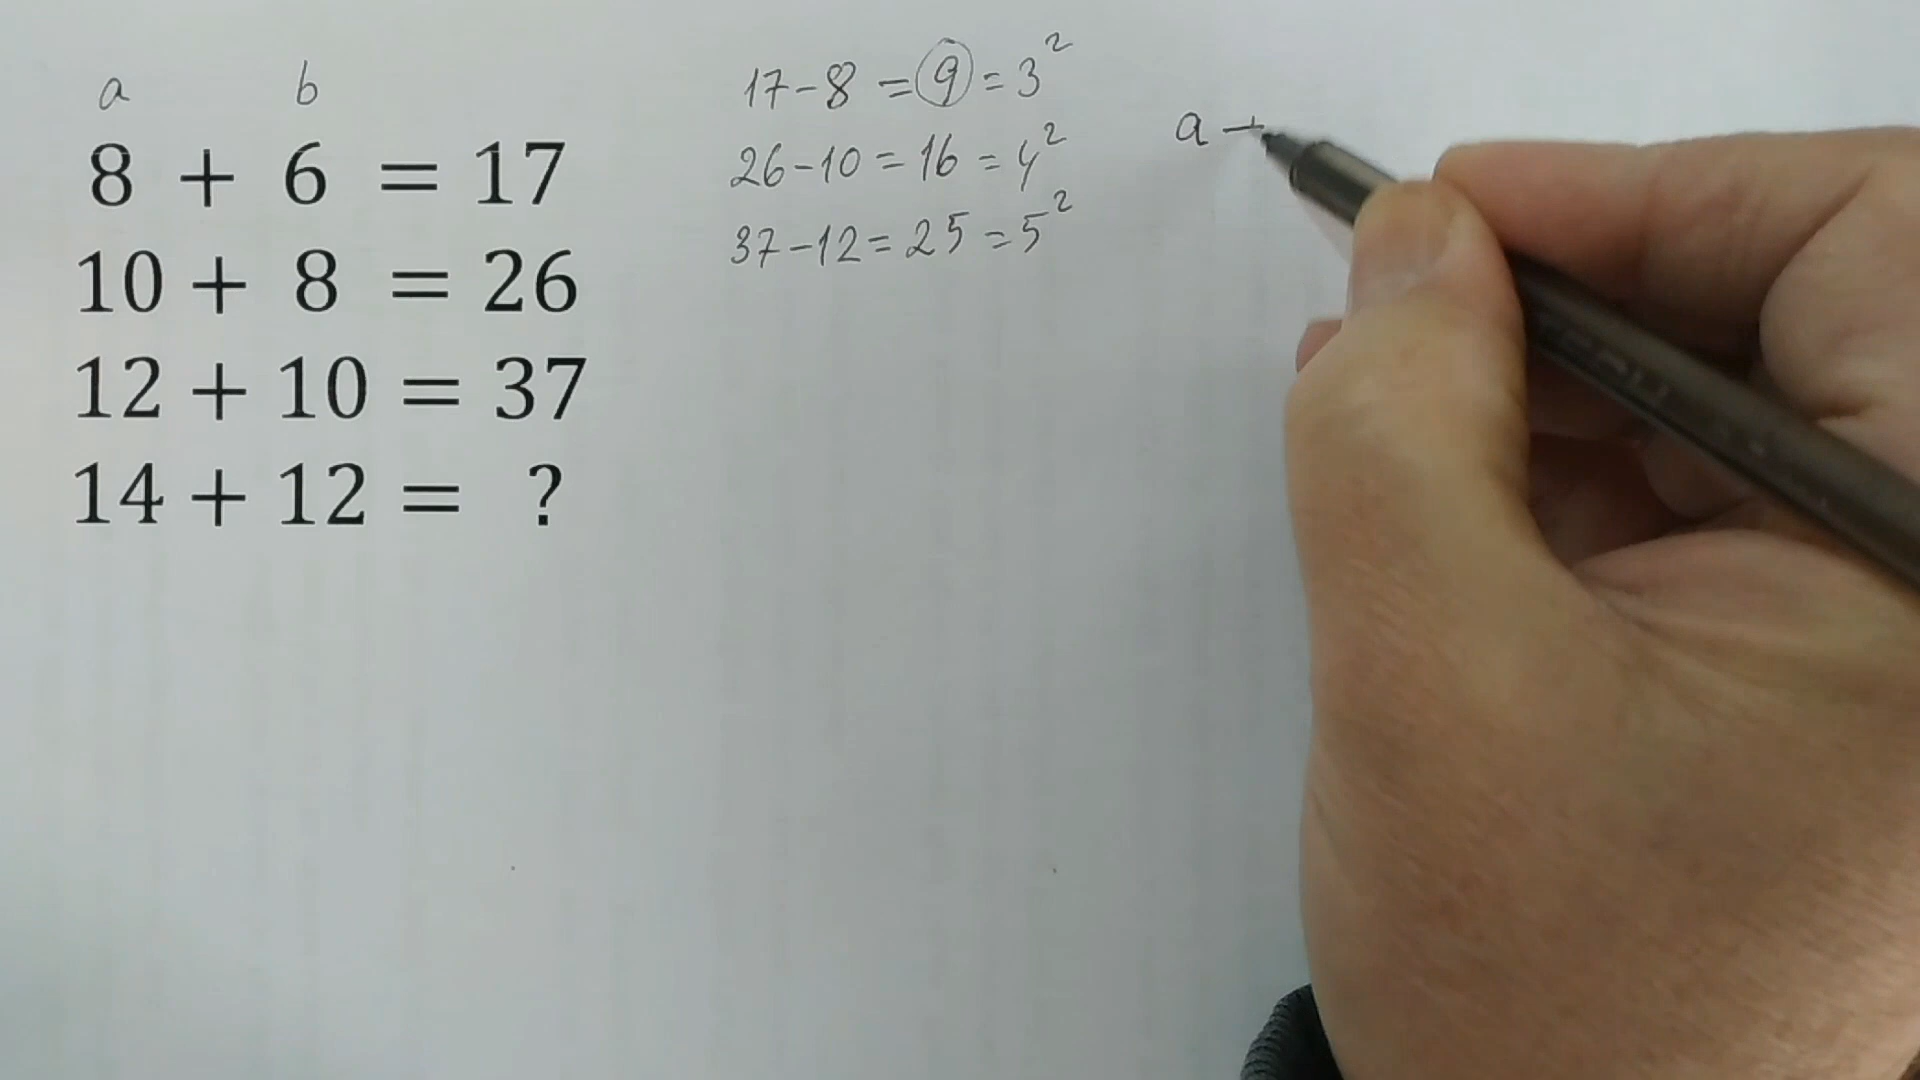 a b
8 + 6 = 17
10 + 8 = 26
12 + 10 = 37
14 + 12 = ?
17-8 = 9 = 3²
26-10 = 16 = 4²
37-12 = 25 = 5²
a +